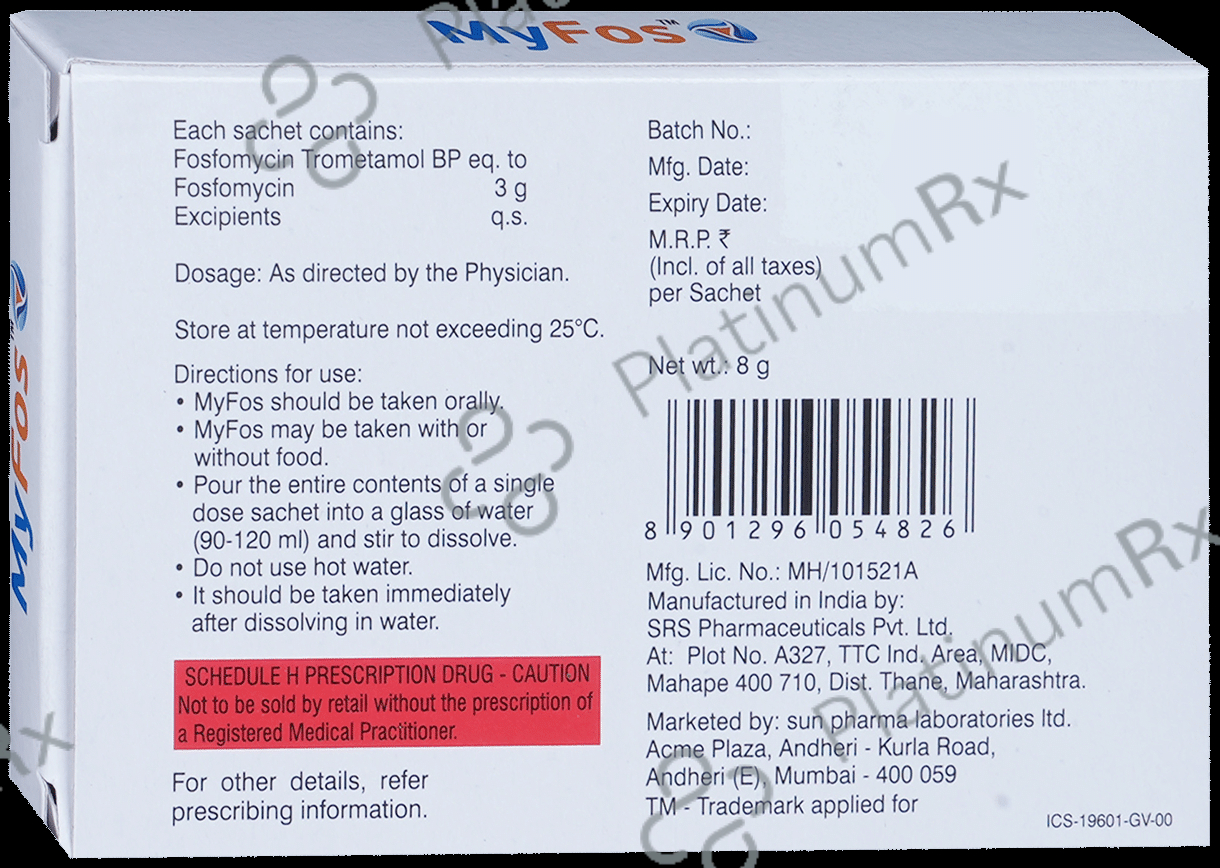 MyFos™
MyFos™
Each sachet contains:
Fosfomycin Trometamol BP eq. to
Fosfomycin 3 g
Excipients q.s.
Dosage: As directed by the Physician.
Store at temperature not exceeding 25°C.
Directions for use:
• MyFos should be taken orally.
• MyFos may be taken with or
without food.
• Pour the entire contents of a single
dose sachet into a glass of water
(90-120 ml) and stir to dissolve.
• Do not use hot water.
• It should be taken immediately
after dissolving in water.
SCHEDULE H PRESCRIPTION DRUG - CAUTION
Not to be sold by retail without the prescription of
a Registered Medical Practitioner.
For other details, refer
prescribing information.
Batch No.:
Mfg. Date:
Expiry Date:
M.R.P. ₹
(Incl. of all taxes)
per Sachet
Net wt.: 8 g
8 901296 054826
Mfg. Lic. No.: MH/101521A
Manufactured in India by:
SRS Pharmaceuticals Pvt. Ltd.
At: Plot No. A327, TTC Ind. Area, MIDC,
Mahape 400 710, Dist. Thane, Maharashtra.
Marketed by: sun pharma laboratories ltd.
Acme Plaza, Andheri - Kurla Road,
Andheri (E), Mumbai - 400 059
TM - Trademark applied for
ICS-19601-GV-00
PlatinumRx
PlatinumRx